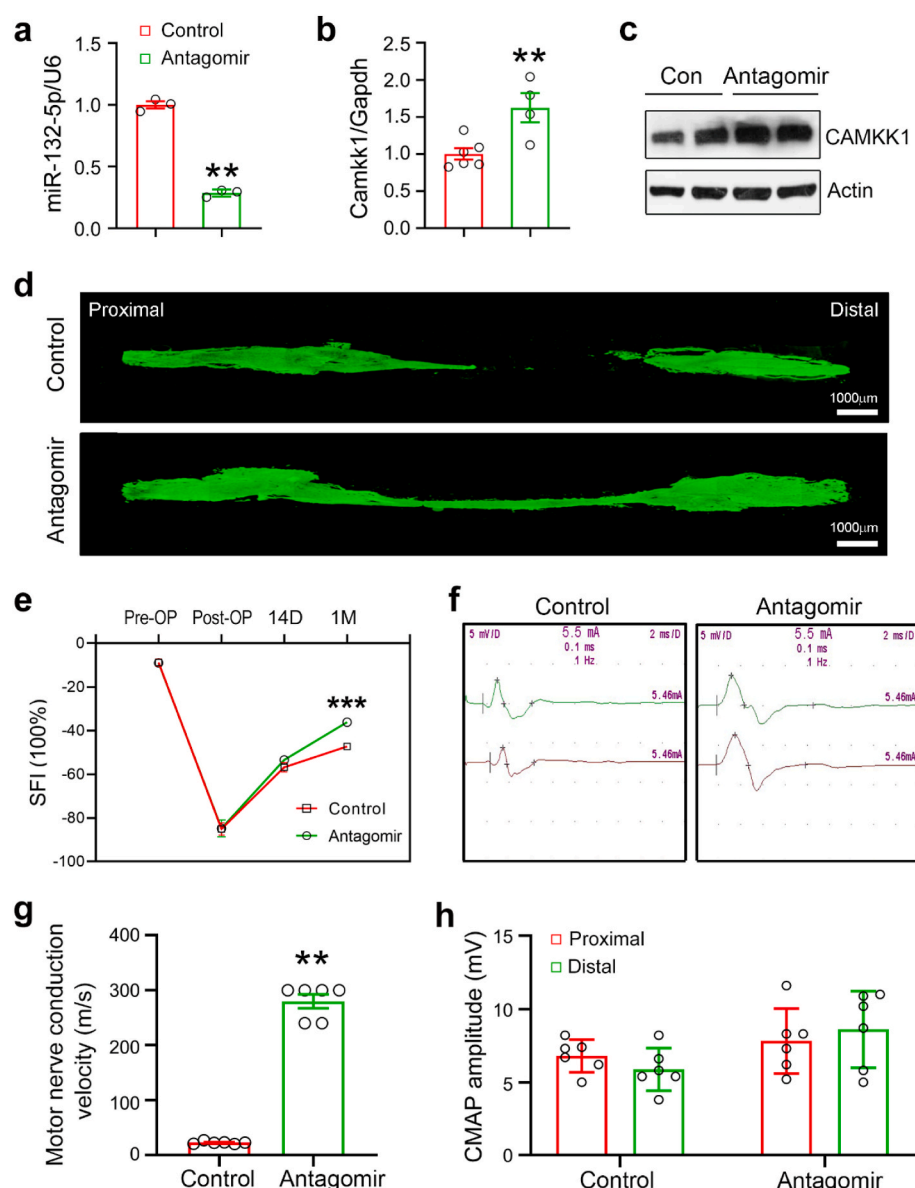 a
Control
Antagomir
miR-132-5p/U6
1.0
0.5
0.0
**
b
Camkk1/Gapdh
2.5
2.0
1.5
1.0
0.5
0.0
**
c
Con Antagomir
CAMKK1
Actin
d
Control
Proximal Distal
1000μm
Antagomir
1000μm
e
Pre-OP Post-OP 14D 1M
SFI (100%)
0
-20
-40
-60
-80
-100
***
Control
Antagomir
f
Control
5 mV/D 5.5 mA 2 ms/D
0.1 ms
1 Hz
5.46mA
5.46mA
Antagomir
5 mV/D 5.5 mA 2 ms/D
0.1 ms
1 Hz
5.46mA
5.46mA
g
Motor nerve conduction
velocity (m/s)
400
300
200
100
0
**
Control Antagomir
h
CMAP amplitude (mV)
15
10
5
0
Proximal
Distal
Control Antagomir